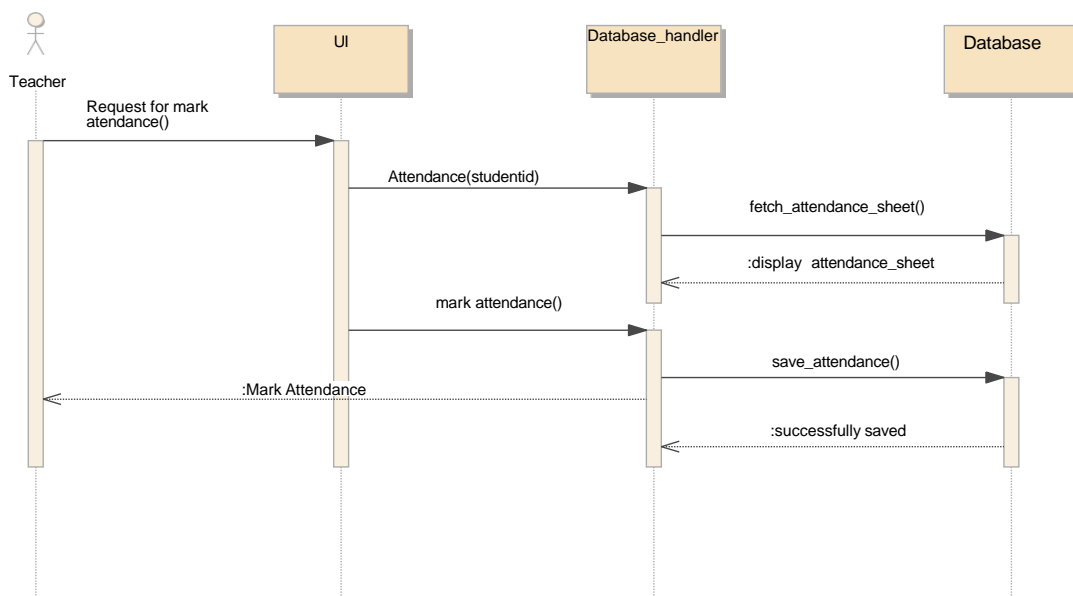 Teacher
UI
Database_handler
Database
Request for mark
atendance()
Attendance(studentid)
fetch_attendance_sheet()
:display  attendance_sheet
mark attendance()
save_attendance()
:Mark Attendance
:successfully saved